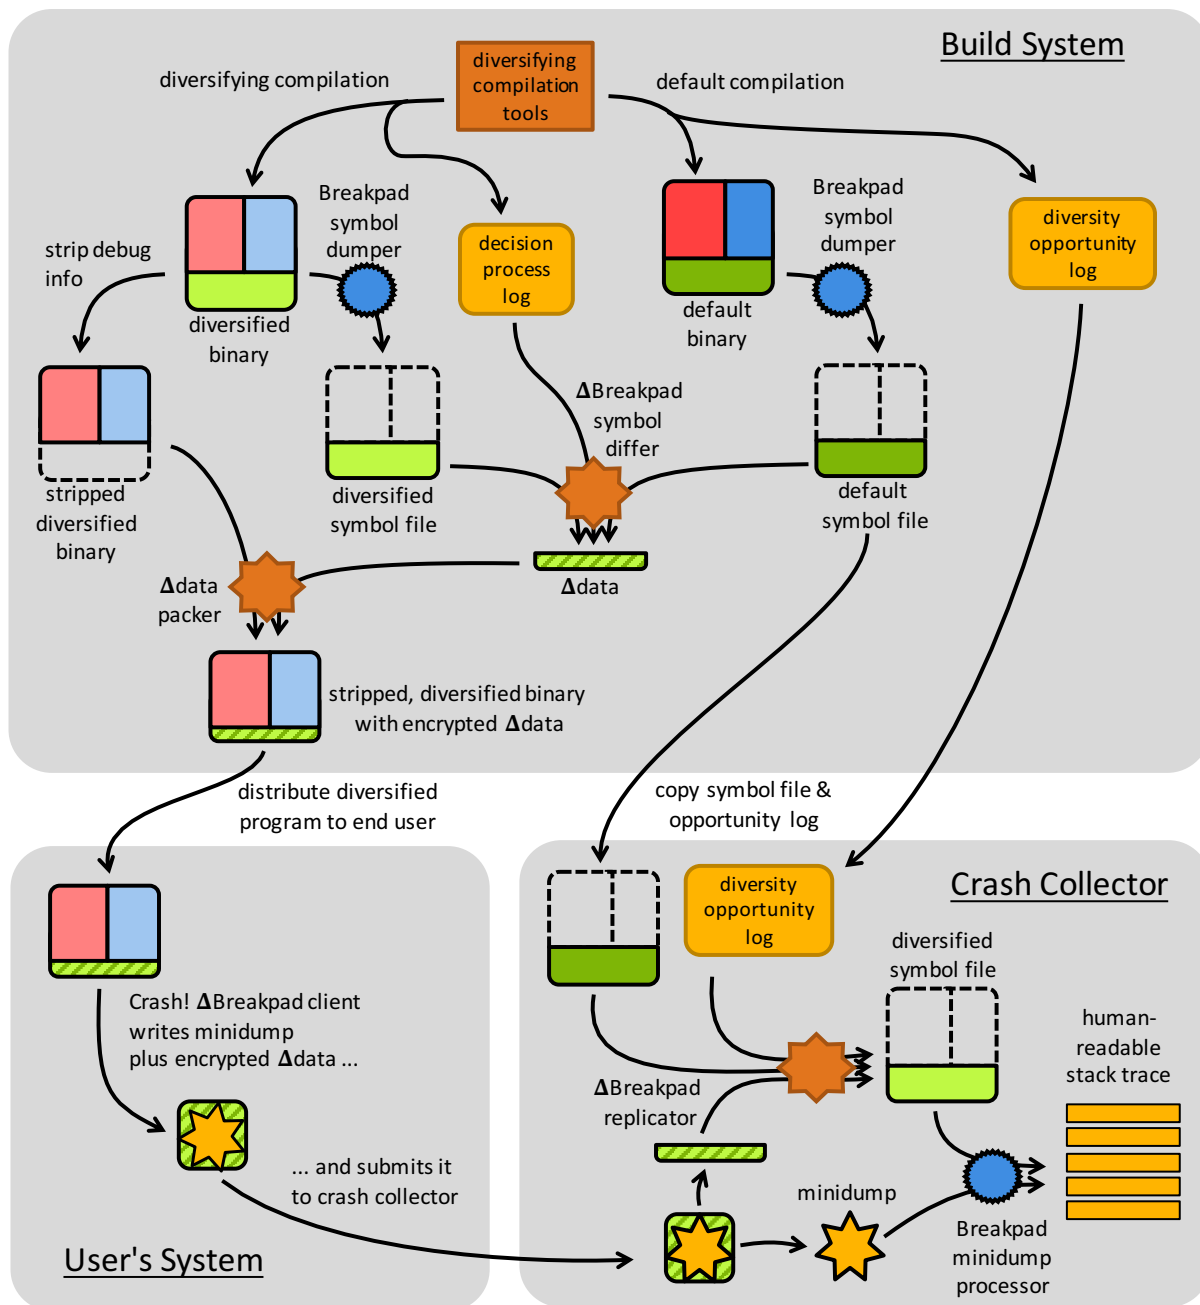 Build System
diversifying compilation
diversifying
compilation
tools
default compilation
Breakpad
symbol
dumper
Breakpad
symbol
dumper
strip debug
info
decision
process
log
diversity
opportunity
log
diversified
binary
default
binary
ΔBreakpad
symbol
differ
stripped
diversified
binary
diversified
symbol file
default
symbol file
Δdata
packer
Δdata
stripped, diversified binary
with encrypted Δdata
distribute diversified
program to end user
copy symbol file &
opportunity log
Crash Collector
diversity
opportunity
log
diversified
symbol file
Crash! ΔBreakpad client
writes minidump
plus encrypted Δdata ...
human-
readable
stack trace
ΔBreakpad
replicator
... and submits it
to crash collector
minidump
Breakpad
minidump
processor
User's System